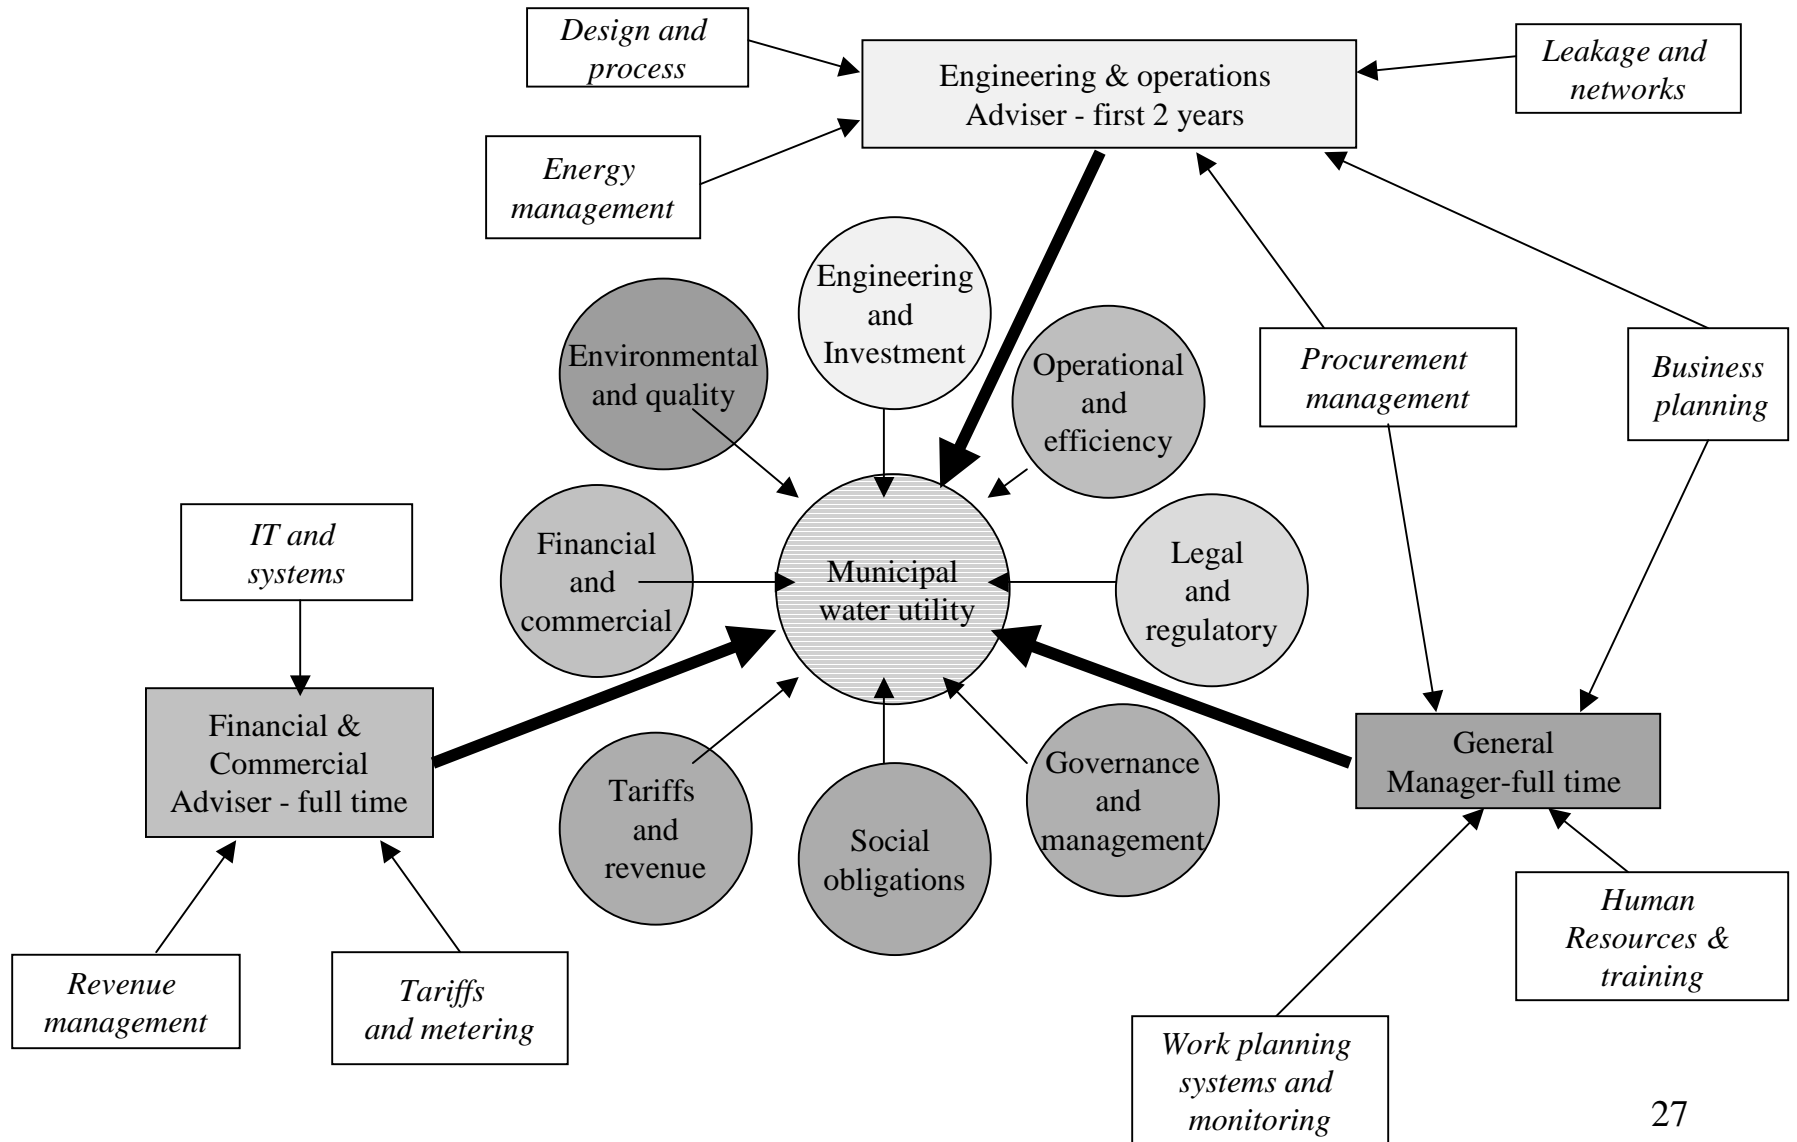 Design and
process
Engineering & operations
Adviser - first 2 years
Leakage and
networks
Energy
management
Engineering
and
Investment
Environmental
and quality
Operational
and
efficiency
Procurement
management
Business
planning
IT and
systems
Financial
and
commercial
Municipal
water utility
Legal
and
regulatory
Financial &
Commercial
Adviser - full time
General
Manager-full time
Tariffs
and
revenue
Social
obligations
Governance
and
management
Human
Resources &
training
Revenue
management
Tariffs
and metering
Work planning
systems and
monitoring
27